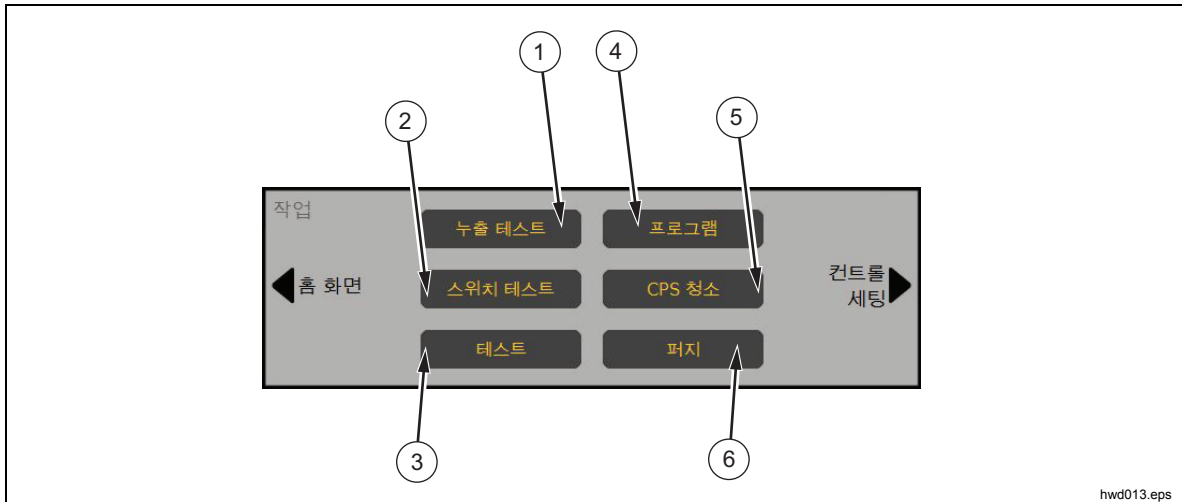 1
4
2
5
작업
누출 테스트
프로그램
홈 화면
스위치 테스트
CPS 청소
컨트롤
세팅
테스트
퍼지
3
6
hwd013.eps